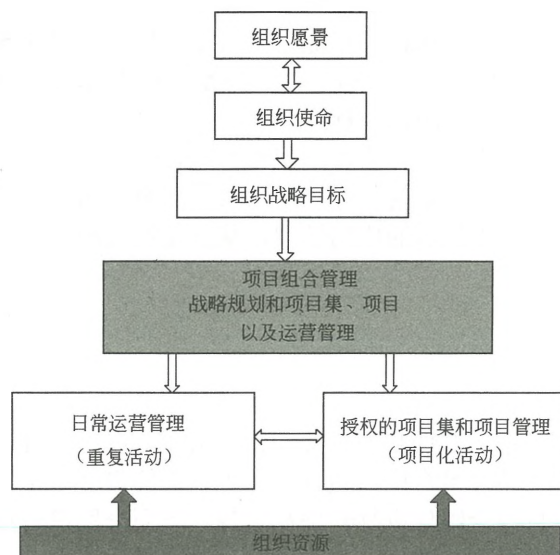 组织愿景
组织使命
组织战略目标
项目组合管理
战略规划和项目集、项目
以及运营管理
日常运营管理
（重复活动）
授权的项目集和项目管理
（项目化活动）
组织资源